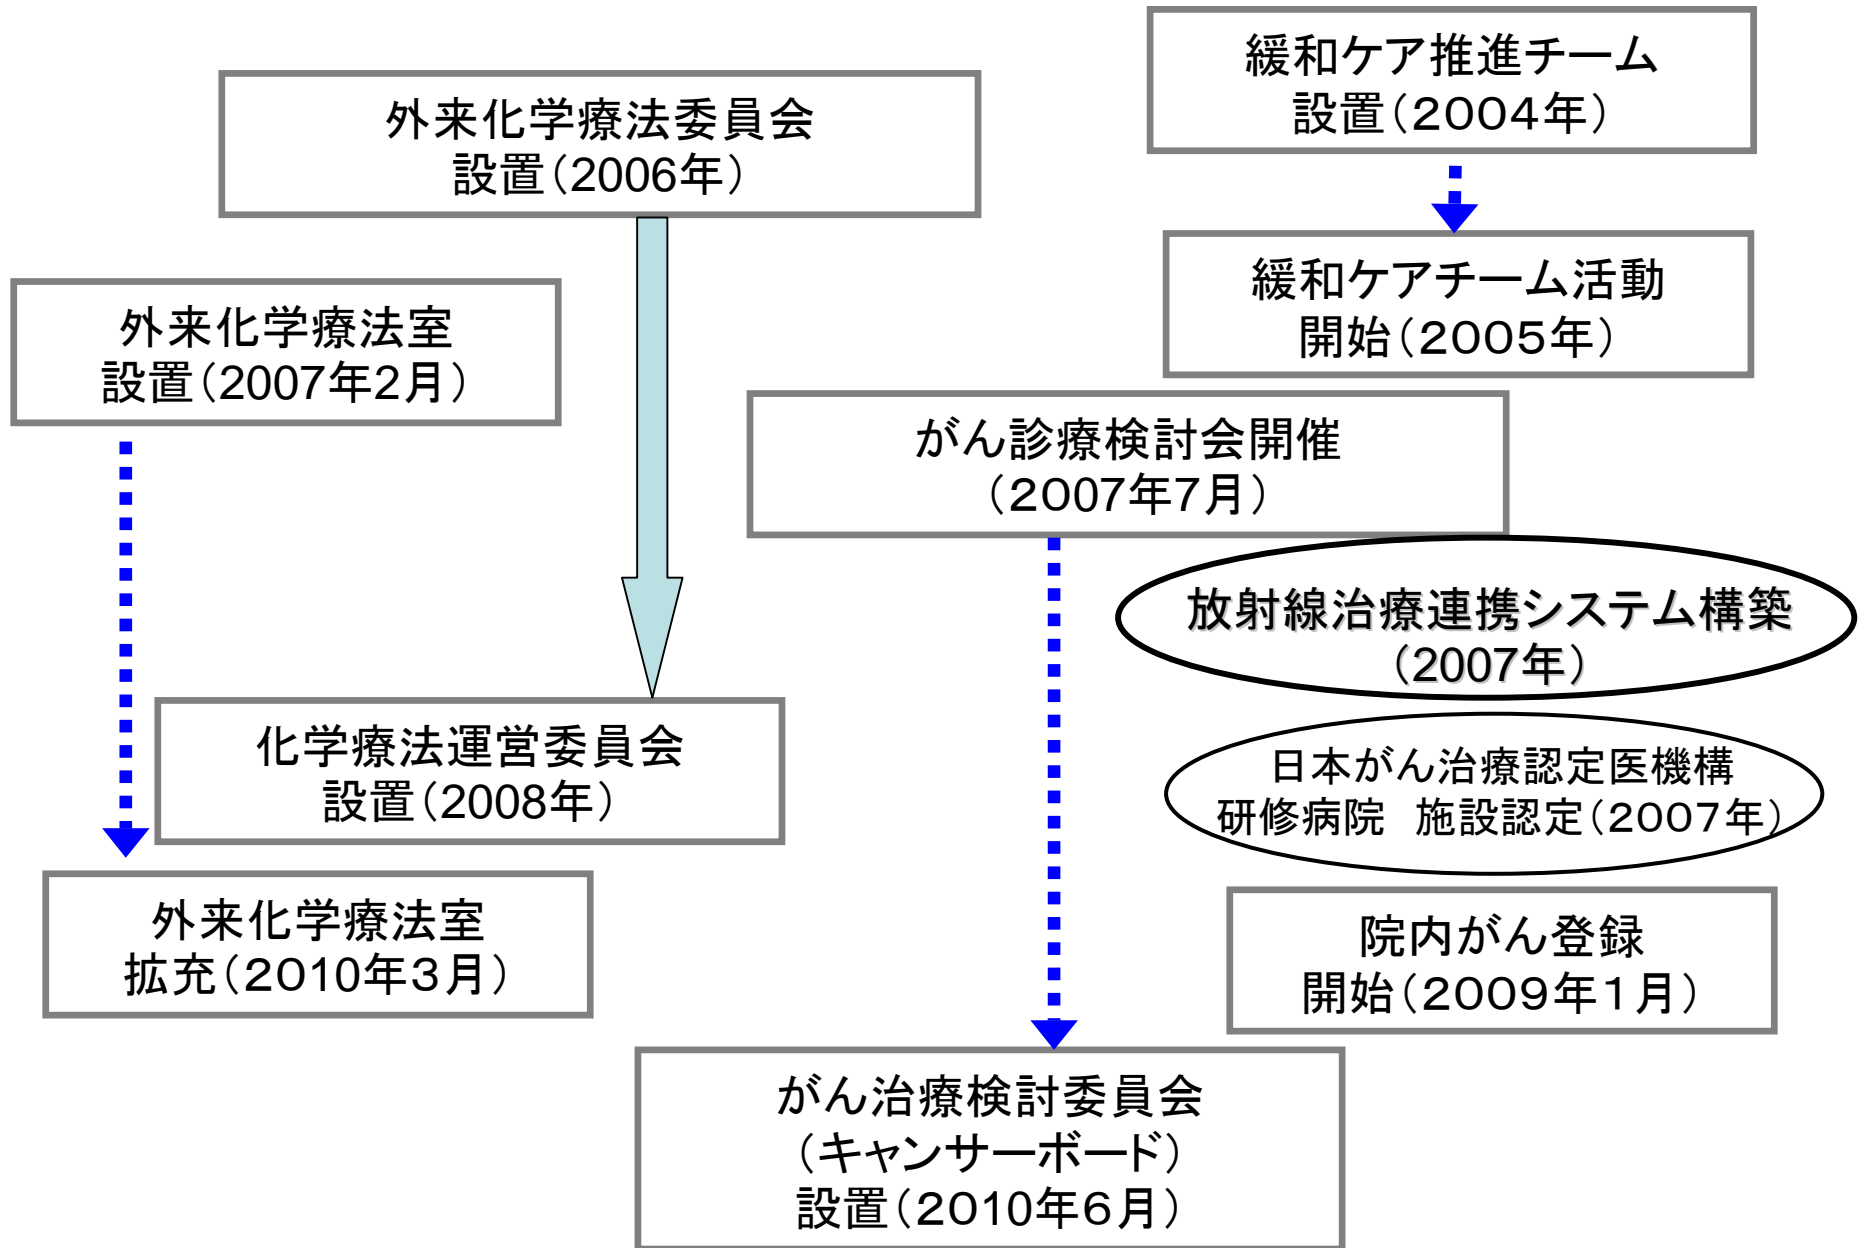 緩和ケア推進チーム
設置（２００４年）
外来化学療法委員会
設置（2006年）
緩和ケアチーム活動
開始（２００５年）
外来化学療法室
設置（2007年２月）
がん診療検討会開催
（２００7年７月）
放射線治療連携システム構築
（2007年）
化学療法運営委員会
設置（2008年）
日本がん治療認定医機構
研修病院　施設認定（２００７年）
外来化学療法室
拡充（２０１０年３月）
院内がん登録
開始（２００９年１月）
がん治療検討委員会
（キャンサーボード）
設置（２０１０年６月）